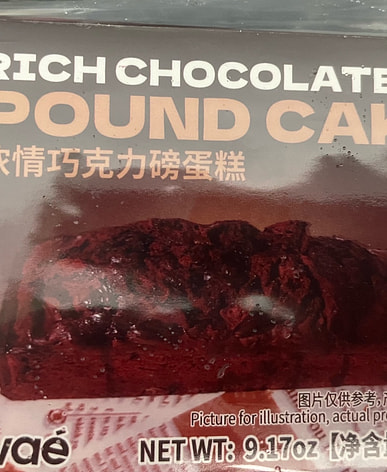 RICH CHOCOLATE
POUND CA
浓情巧克力磅蛋糕
图片仅供参考,
Picture for illustration, actual pr
vaé
NET WT: 9.17oz 【净含